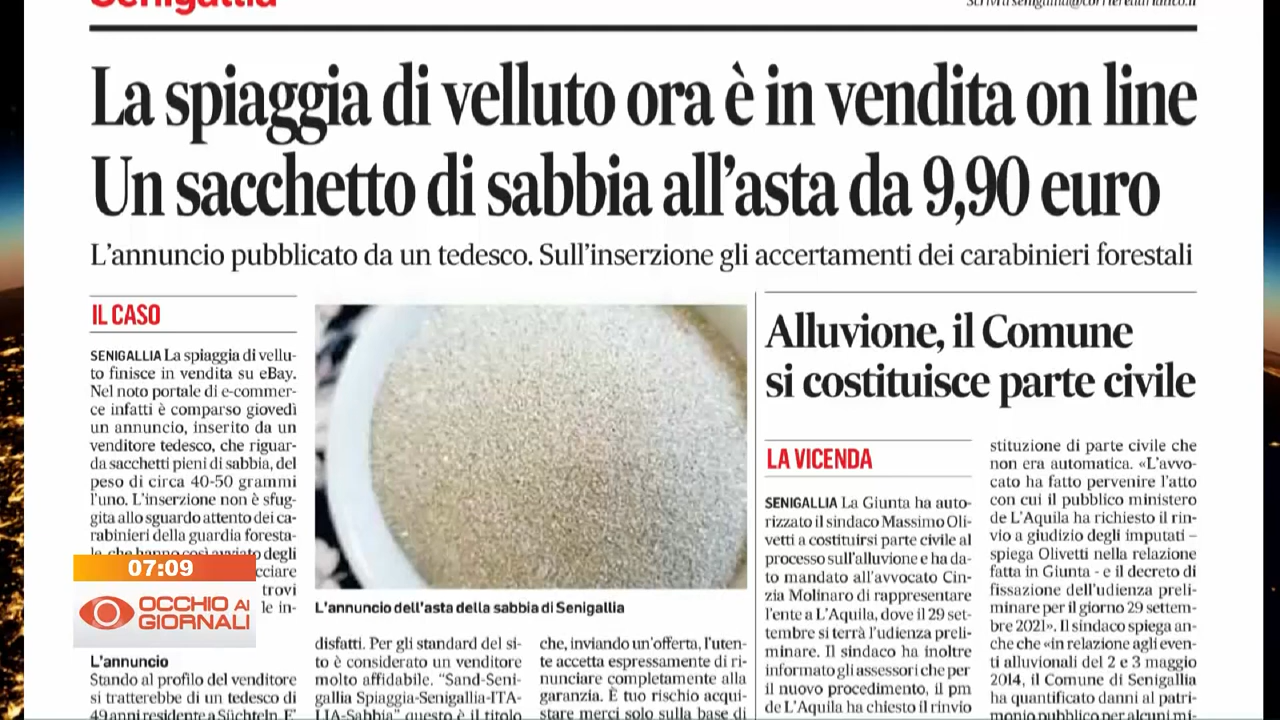 Senigallia
La spiaggia di velluto ora è in vendita on line
Un sacchetto di sabbia all'asta da 9,90 euro
L'annuncio pubblicato da un tedesco. Sull'inserzione gli accertamenti dei carabinieri forestali
IL CASO
SENIGALLIA La spiaggia di vellu-
to finisce in vendita su eBay.
Nel noto portale di e-commer-
ce infatti è comparso giovedì
un annuncio, inserito da un
venditore tedesco, che riguar-
da sacchetti pieni di sabbia, del
peso di circa 40-50 grammi
l'uno. L'inserzione non è sfug-
gita allo sguardo attento dei ca-
rabinieri della guardia foresta-
le che hanno così avviato degli
cciare
trovi
le in-
07:09
OCCHIO AI
GIORNALI
L'annuncio
Stando al profilo del venditore
si tratterebbe di un tedesco di
49 anni residente a Süchteln. E'
L'annuncio dell'asta della sabbia di Senigallia
disfatti. Per gli standard del si-
to è considerato un venditore
molto affidabile. "Sand-Seni-
gallia Spiaggia-Senigallia-ITA-
LIA-Sabbia" questo è il titolo
che, inviando un'offerta, l'uten-
te accetta espressamente di ri-
nunciare completamente alla
garanzia. È tuo rischio acqui-
stare merci solo sulla base di
Alluvione, il Comune
si costituisce parte civile
LA VICENDA
SENIGALLIA La Giunta ha auto-
rizzato il sindaco Massimo Oli-
vetti a costituirsi parte civile al
processo sull'alluvione e ha da-
to mandato all'avvocato Cin-
zia Molinaro di rappresentare
l'ente a L'Aquila, dove il 29 set-
tembre si terrà l'udienza preli-
minare. Il sindaco ha inoltre
informato gli assessori che per
il nuovo procedimento, il pm
de L'Aquila ha chiesto il rinvio
stituzione di parte civile che
non era automatica. «L'avvo-
cato ha fatto pervenire l'atto
con cui il pubblico ministero
de L'Aquila ha richiesto il rin-
vio a giudizio degli imputati –
spiega Olivetti nella relazione
fatta in Giunta - e il decreto di
fissazione dell'udienza preli-
minare per il giorno 29 settem-
bre 2021». Il sindaco spiega an-
che che «in relazione agli even-
ti alluvionali del 2 e 3 maggio
2014, il Comune di Senigallia
ha quantificato danni al patri-
monio pubblico per alcuni mi-